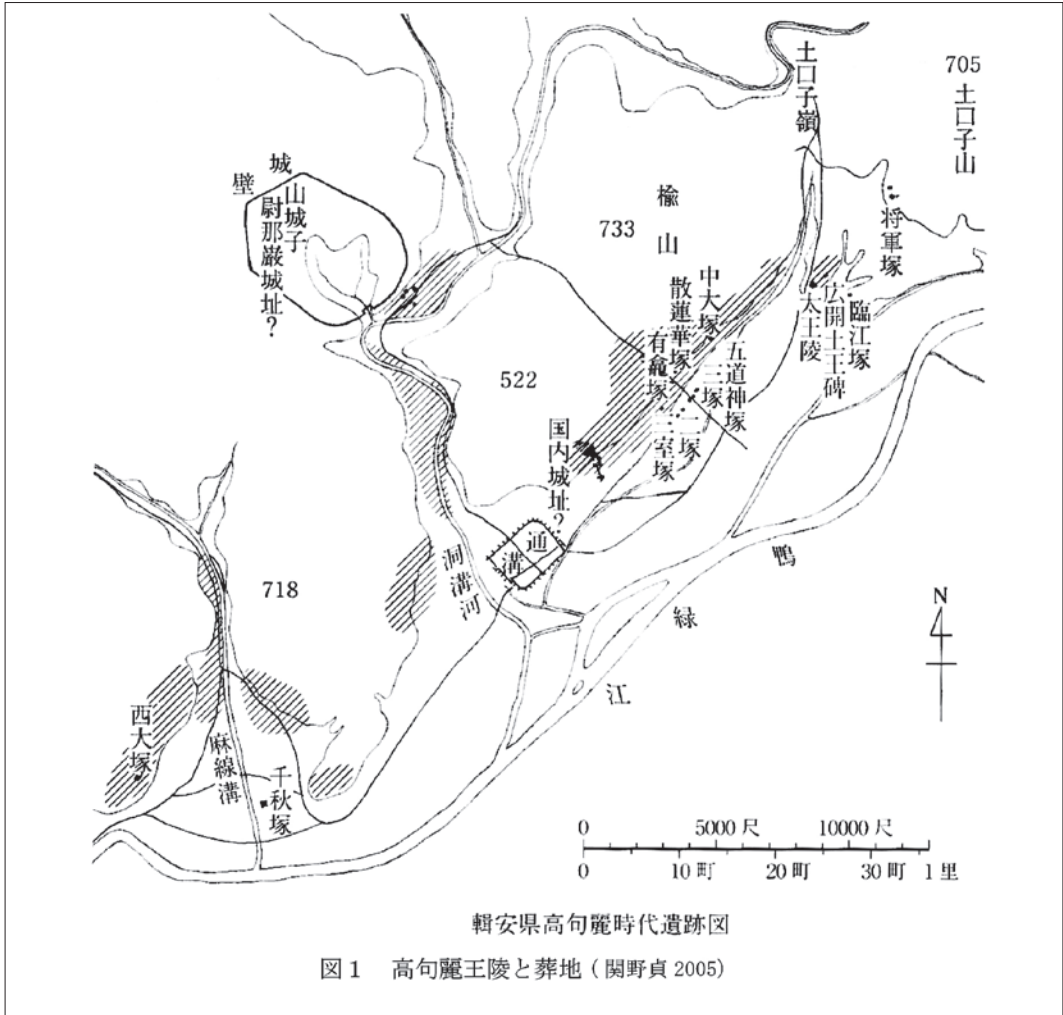 土口子嶺
705
土口子山
城
壁
山城子
尉那巌城址?
楡
山
733
将軍塚
中大塚
散蓮華塚
有龕塚
五道神塚
三塚
二塚
三室塚
太王陵
広開土王碑
臨江塚
522
国内城址?
通
溝
洞溝河
鴨
緑
江
718
西大塚
麻線溝
千秋塚
N
0 5000尺 10000尺
0 10町 20町 30町 1里
輯安県高句麗時代遺跡図
図1 高句麗王陵と葬地(関野貞2005)